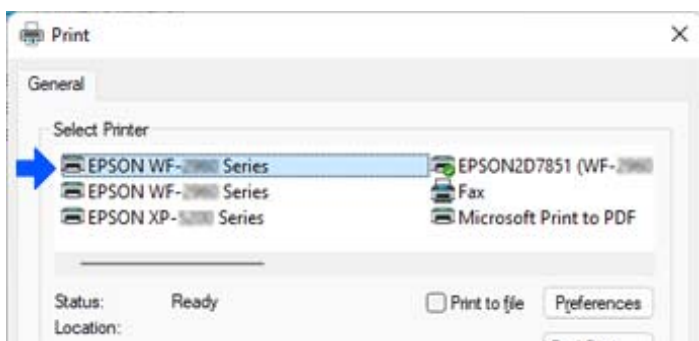 Print
General
Select Printer
EPSON WF- Series
EPSON2D7851 (WF-
EPSON WF- Series
Fax
EPSON XP- Series
Microsoft Print to PDF
Status: Ready
Print to file
Preferences
Location: